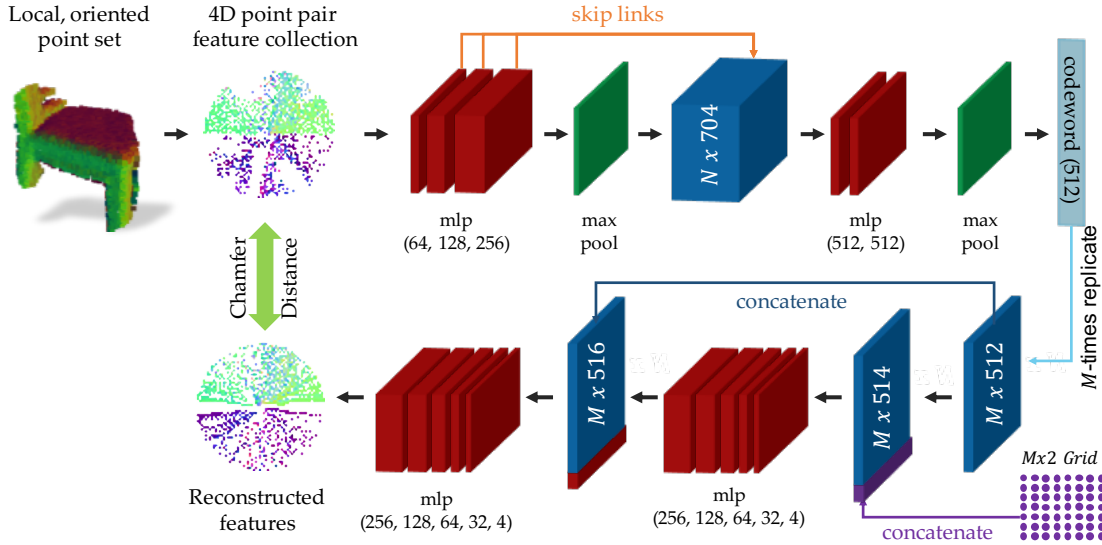 Local, oriented
point set
4D point pair
feature collection
skip links
N x 704
codeword (512)
mlp
(64, 128, 256)
max
pool
mlp
(512, 512)
max
pool
M-times replicate
Chamfer
Distance
concatenate
M x 516
M x 514
M x 512
Mx2 Grid
Reconstructed
features
mlp
(256, 128, 64, 32, 4)
mlp
(256, 128, 64, 32, 4)
concatenate